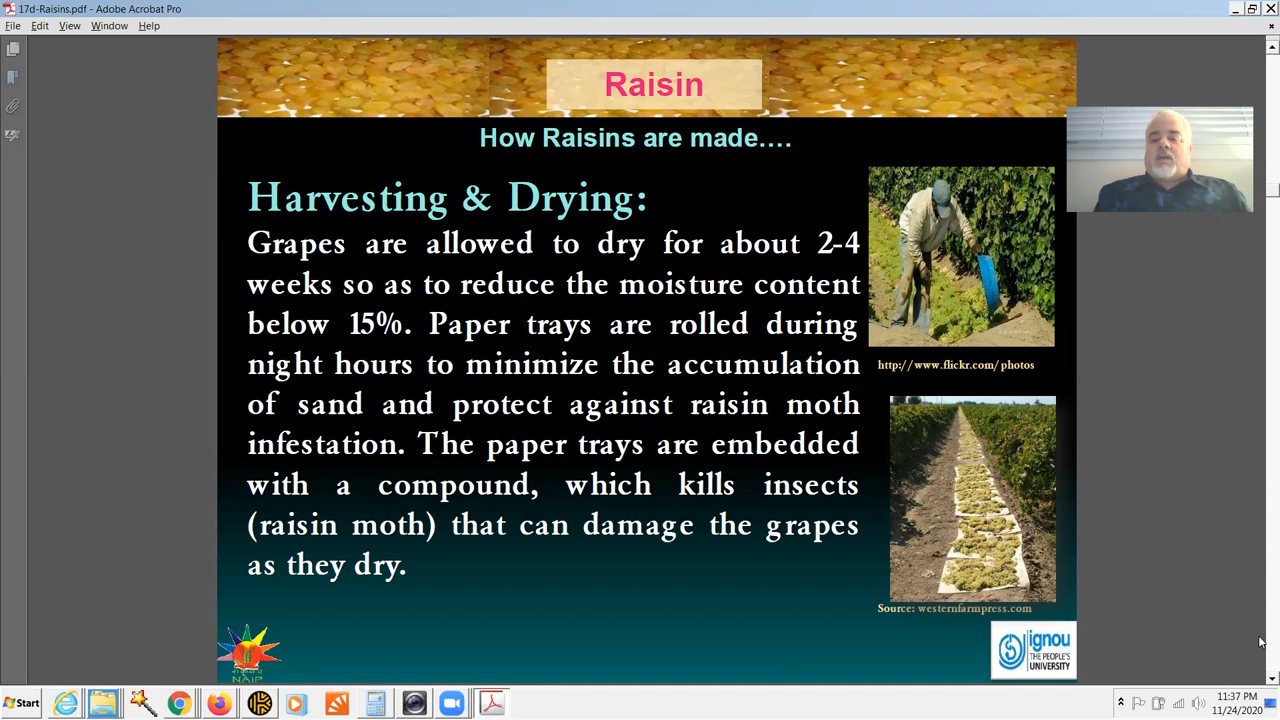 17d-Raisins.pdf - Adobe Acrobat Pro
File Edit View Window Help
Raisin
How Raisins are made....
Harvesting & Drying:
Grapes are allowed to dry for about 2-4
weeks so as to reduce the moisture content
below 15%. Paper trays are rolled during
night hours to minimize the accumulation
of sand and protect against raisin moth
infestation. The paper trays are embedded
with a compound, which kills insects
(raisin moth) that can damage the grapes
as they dry.
http://www.flickr.com/photos
Source: westernfarmpress.com
NAIP
ignou
THE PEOPLE'S
UNIVERSITY
Start
11:37 PM
11/24/2020